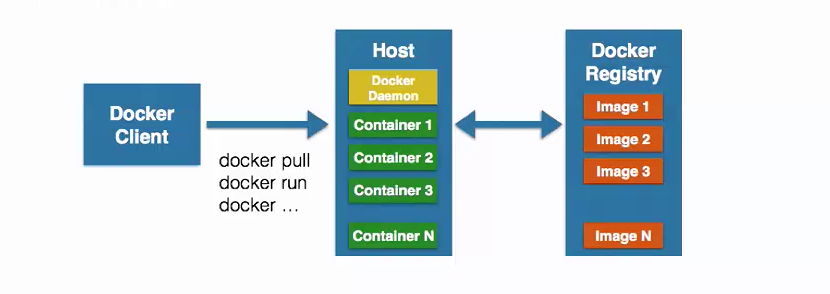 Docker
Client
docker pull
docker run
docker ...
Host
Docker
Daemon
Container 1
Container 2
Container 3
Container N
Docker
Registry
Image 1
Image 2
Image 3
Image N